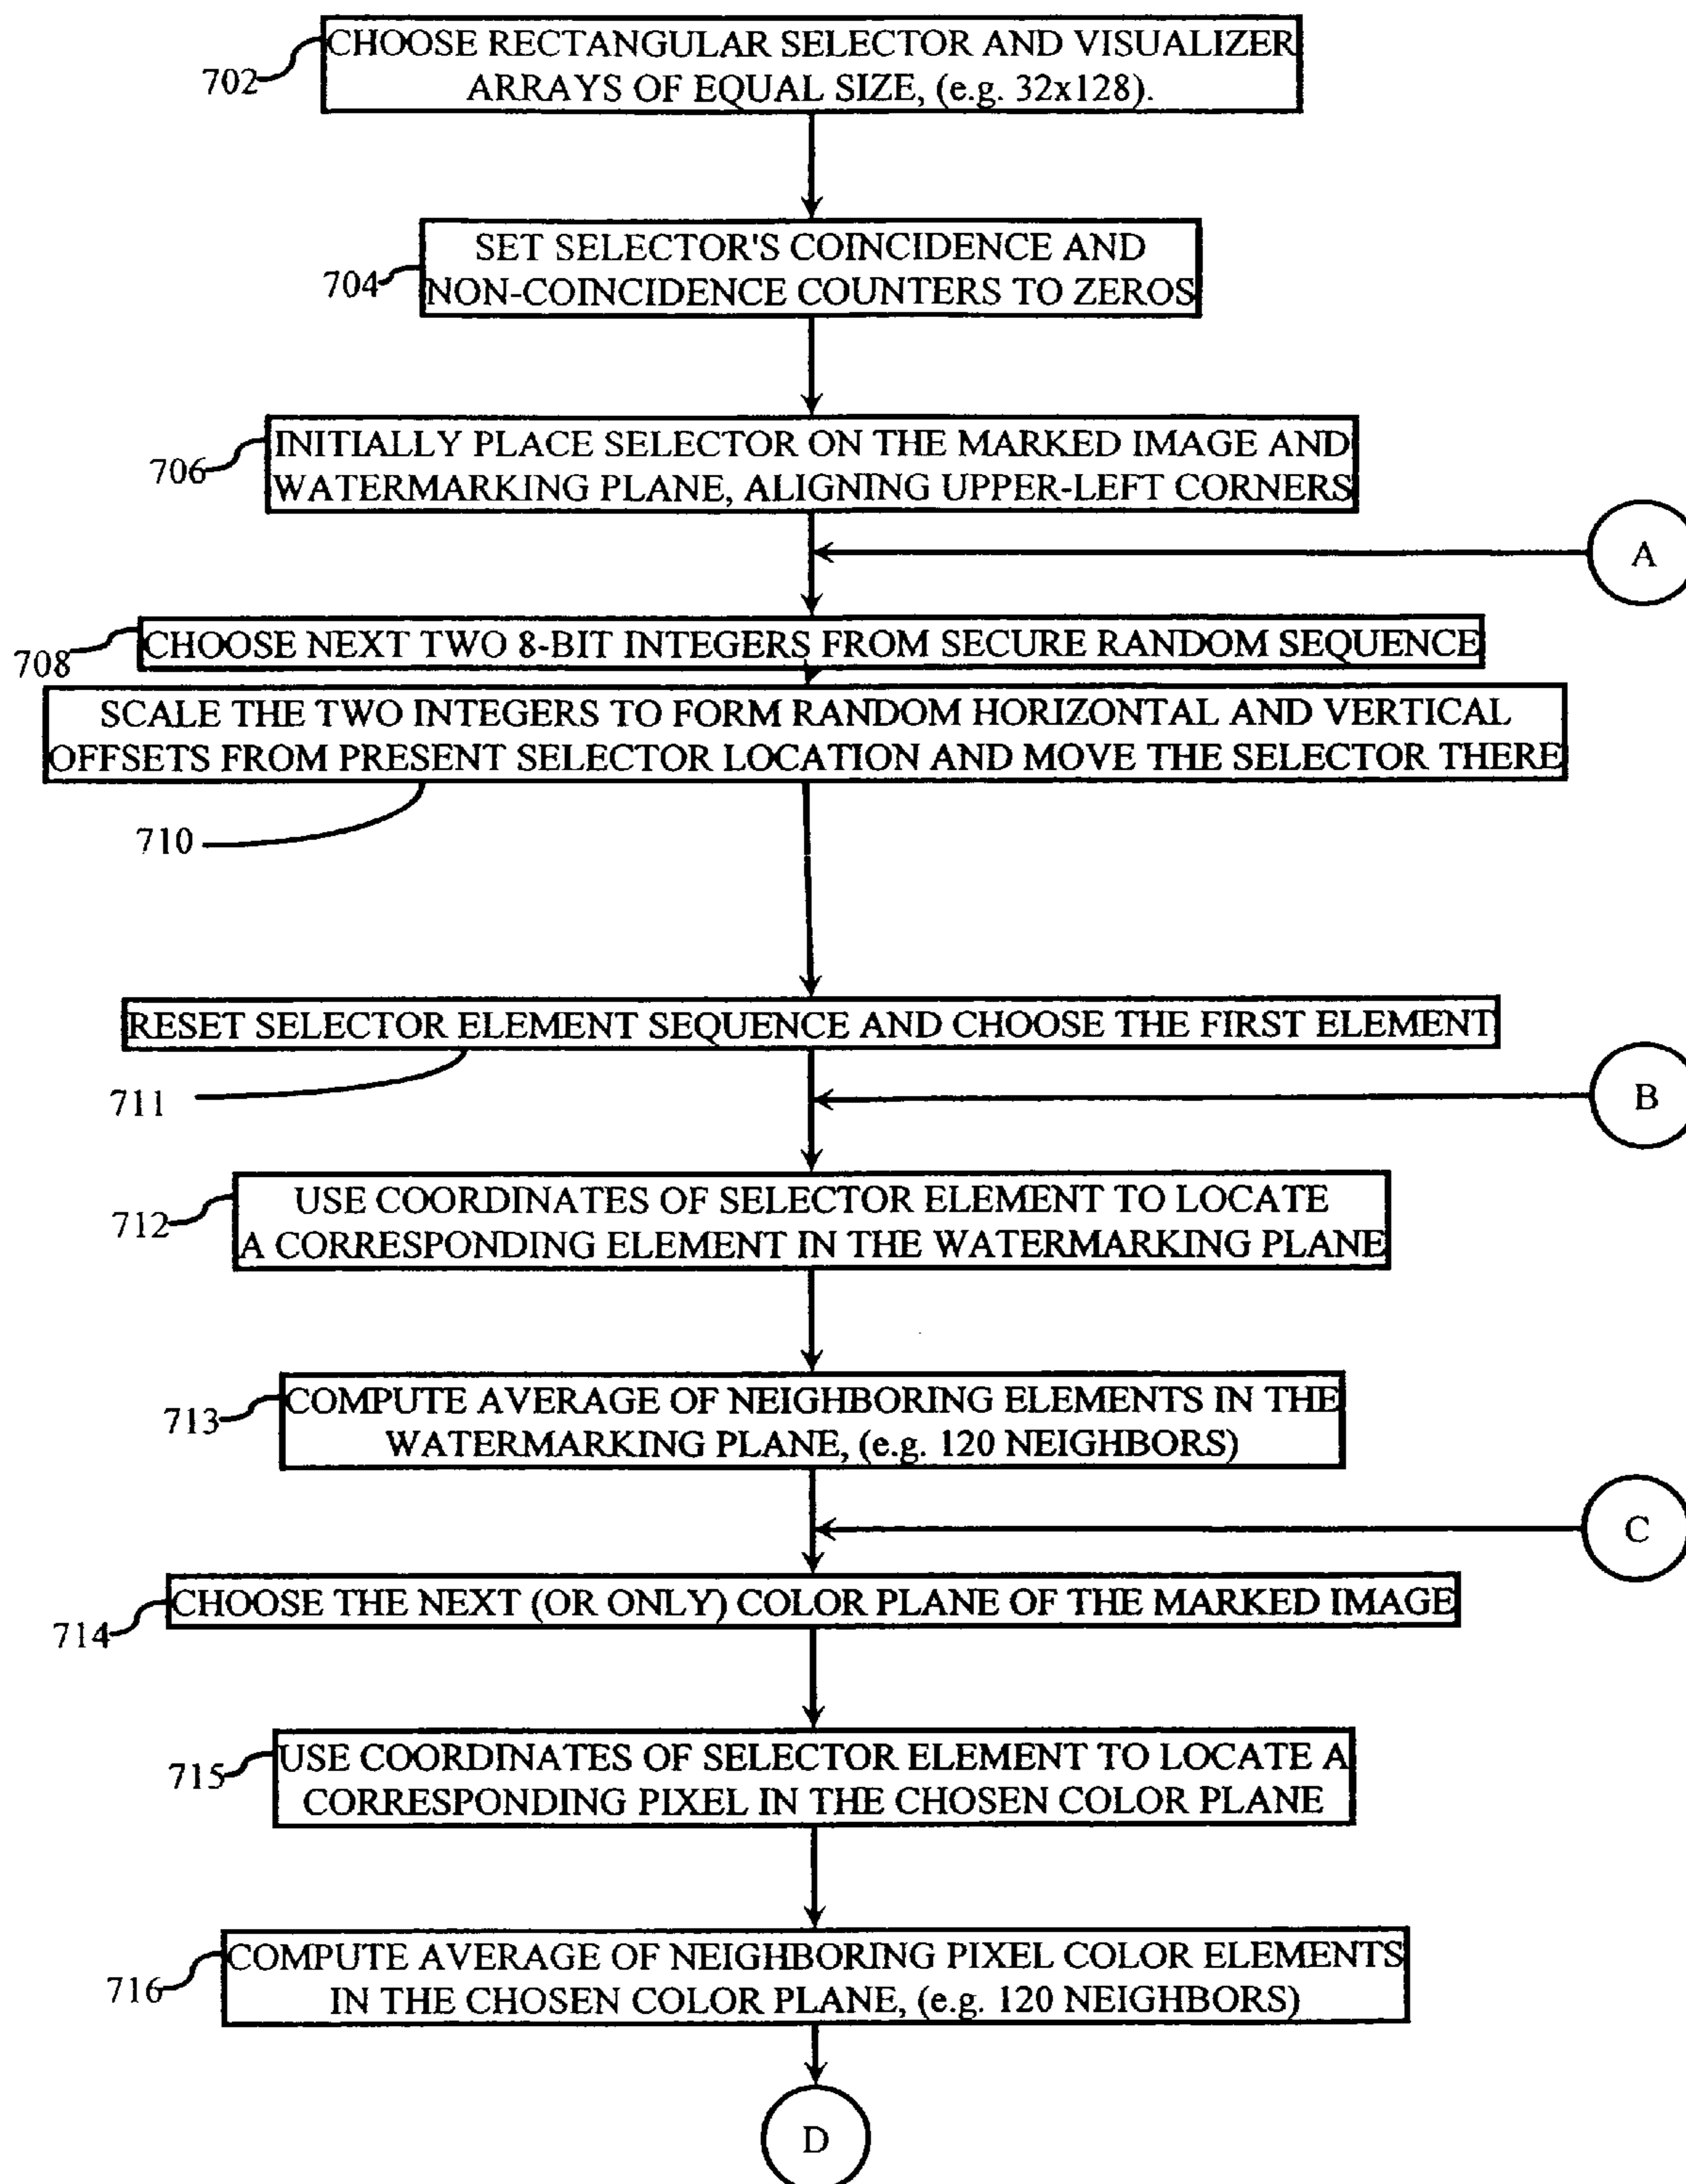 CHOOSE RECTANGULAR SELECTOR AND VISUALIZER
ARRAYS OF EQUAL SIZE, (e.g. 32x128).
702
SET SELECTOR'S COINCIDENCE AND
NON-COINCIDENCE COUNTERS TO ZEROS
704
INITIALLY PLACE SELECTOR ON THE MARKED IMAGE AND
WATERMARKING PLANE, ALIGNING UPPER-LEFT CORNERS
706
A
CHOOSE NEXT TWO 8-BIT INTEGERS FROM SECURE RANDOM SEQUENCE
708
SCALE THE TWO INTEGERS TO FORM RANDOM HORIZONTAL AND VERTICAL
OFFSETS FROM PRESENT SELECTOR LOCATION AND MOVE THE SELECTOR THERE
710
RESET SELECTOR ELEMENT SEQUENCE AND CHOOSE THE FIRST ELEMENT
711
B
USE COORDINATES OF SELECTOR ELEMENT TO LOCATE
A CORRESPONDING ELEMENT IN THE WATERMARKING PLANE
712
COMPUTE AVERAGE OF NEIGHBORING ELEMENTS IN THE
WATERMARKING PLANE, (e.g. 120 NEIGHBORS)
713
C
CHOOSE THE NEXT (OR ONLY) COLOR PLANE OF THE MARKED IMAGE
714
USE COORDINATES OF SELECTOR ELEMENT TO LOCATE A
CORRESPONDING PIXEL IN THE CHOSEN COLOR PLANE
715
COMPUTE AVERAGE OF NEIGHBORING PIXEL COLOR ELEMENTS
IN THE CHOSEN COLOR PLANE, (e.g. 120 NEIGHBORS)
716
D